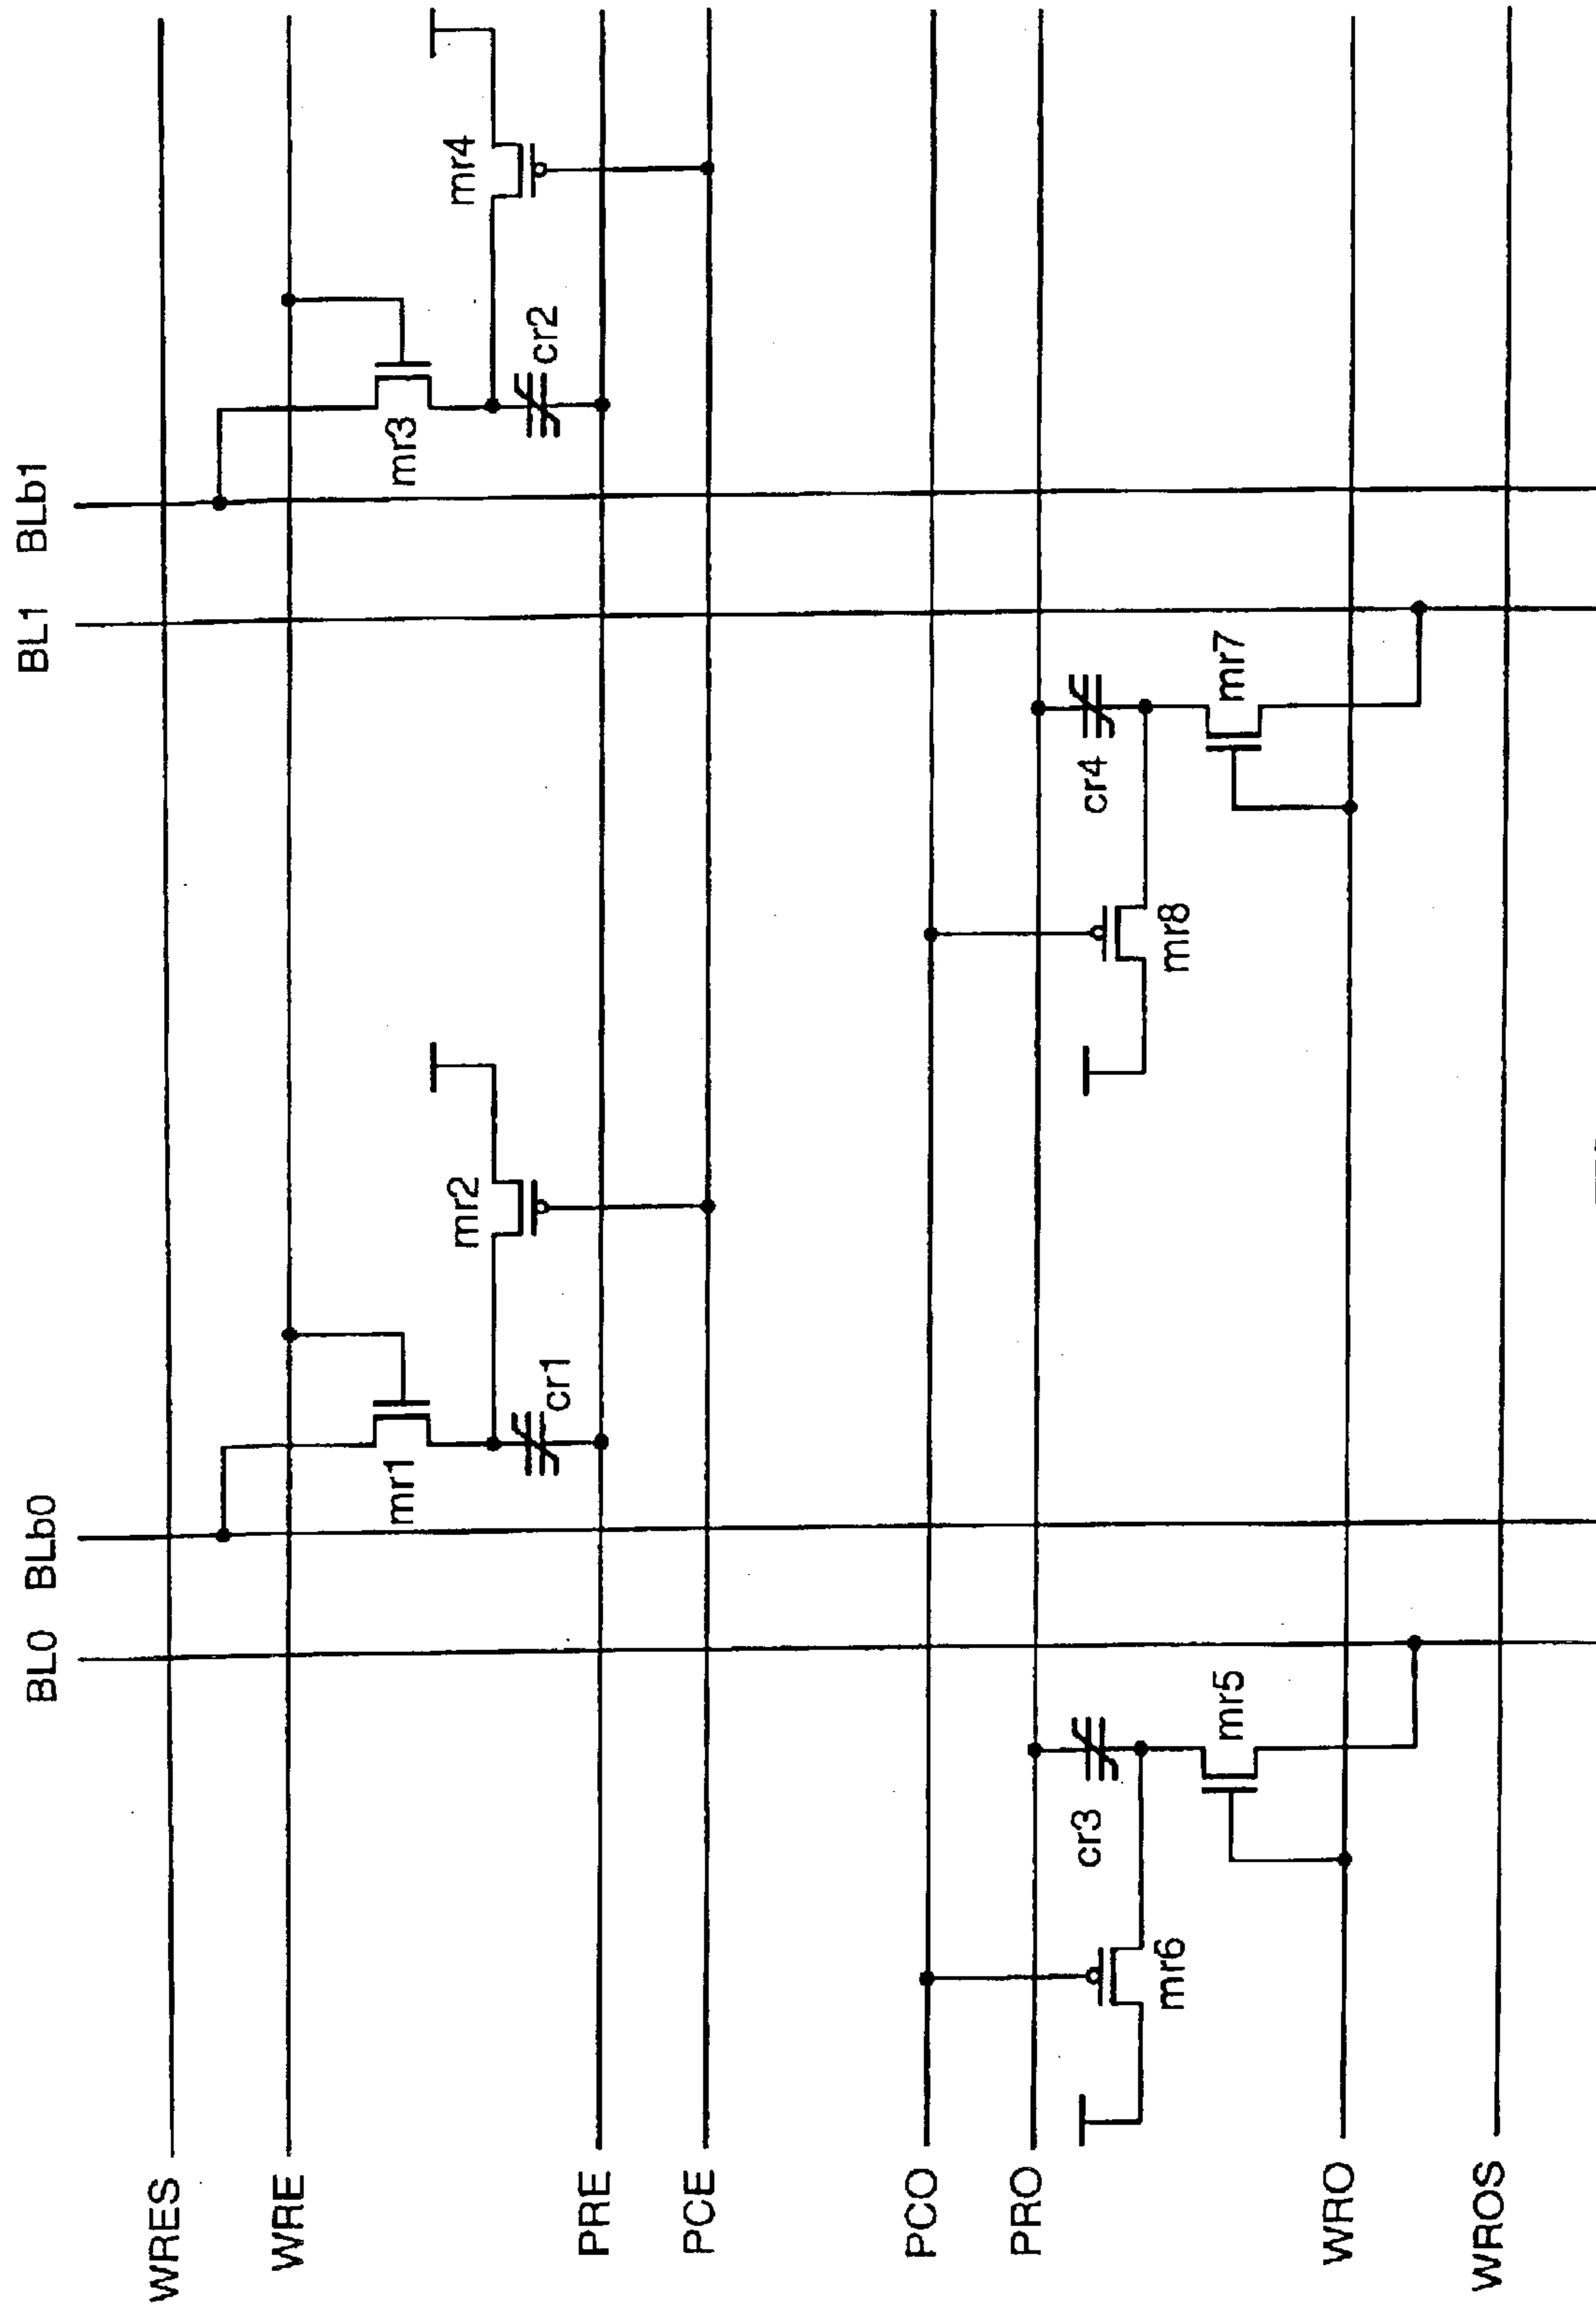 BL0 BLb0 BL1 BLb1
WRES
WRE
mr1
mr2
mr3
mr4
cr1
cr2
PRE
PCE
PCO
PRO
cr3
cr4
mr6
mr5
mr8
mr7
WRO
WROS